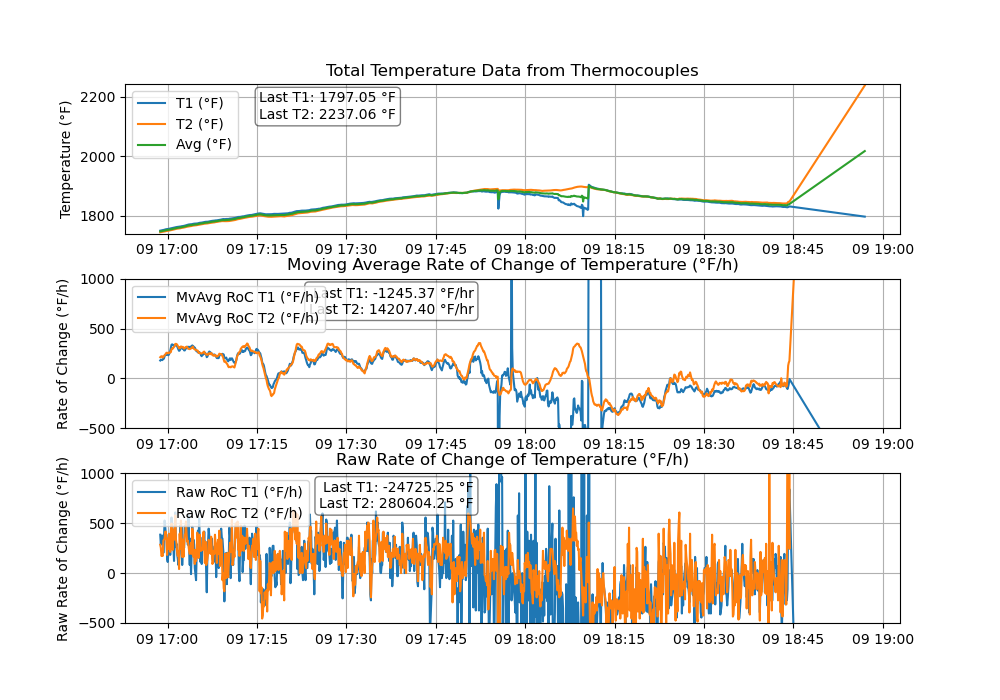 Total Temperature Data from Thermocouples
Temperature (°F)
2200
2000
1800
T1 (°F)
T2 (°F)
Avg (°F)
Last T1: 1797.05 °F
Last T2: 2237.06 °F
09 17:00 09 17:15 09 17:30 09 17:45 09 18:00 09 18:15 09 18:30 09 18:45 09 19:00
Moving Average Rate of Change of Temperature (°F/h)
Rate of Change (°F/h)
1000
500
0
−500
MvAvg RoC T1 (°F/h)
MvAvg RoC T2 (°F/h)
Last T1: -1245.37 °F/hr
Last T2: 14207.40 °F/hr
09 17:00 09 17:15 09 17:30 09 17:45 09 18:00 09 18:15 09 18:30 09 18:45 09 19:00
Raw Rate of Change of Temperature (°F/h)
Raw Rate of Change (°F/h)
1000
500
0
−500
Raw RoC T1 (°F/h)
Raw RoC T2 (°F/h)
Last T1: -24725.25 °F
Last T2: 280604.25 °F
09 17:00 09 17:15 09 17:30 09 17:45 09 18:00 09 18:15 09 18:30 09 18:45 09 19:00